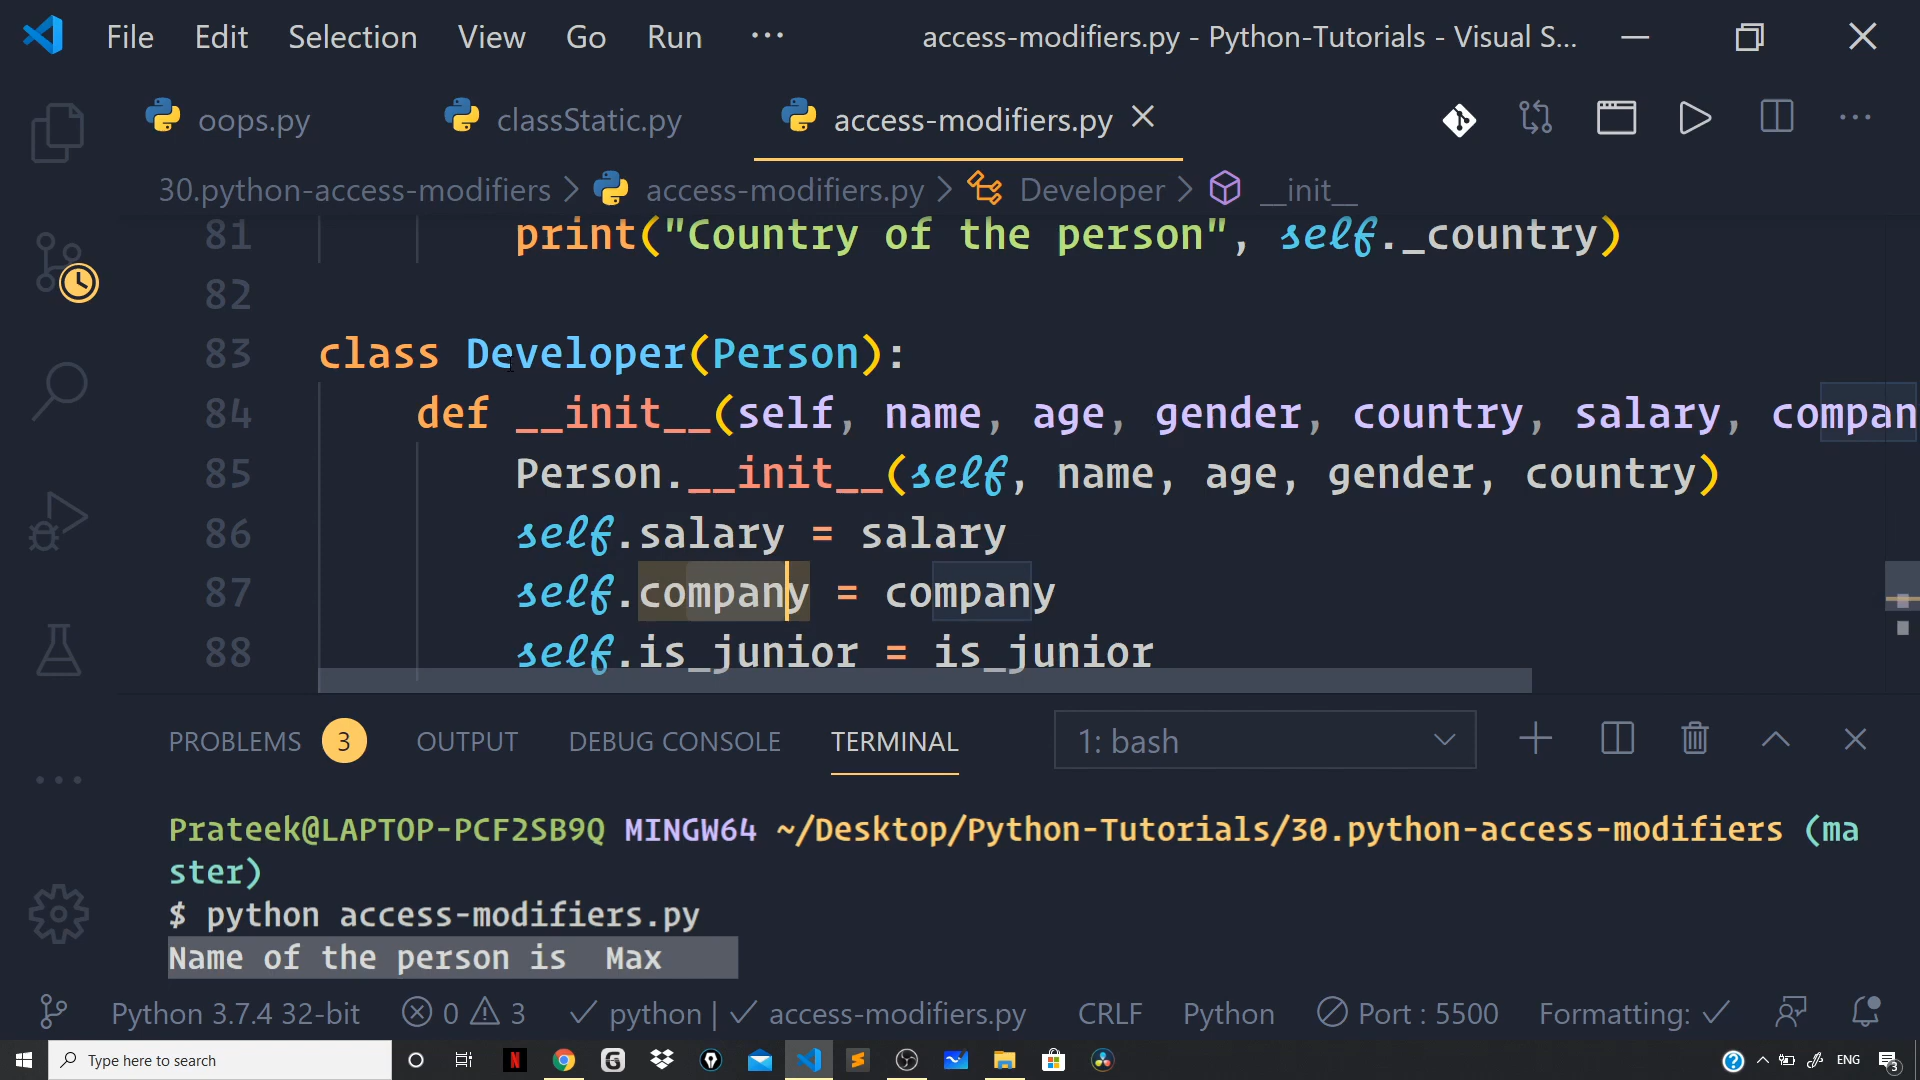 File Edit Selection View Go Run ··· access-modifiers.py - Python-Tutorials - Visual S...
oops.py classStatic.py access-modifiers.py
30.python-access-modifiers > access-modifiers.py > Developer > __init__
81 print("Country of the person", self._country)
82
83 class Developer(Person):
84 def __init__(self, name, age, gender, country, salary, compan
85 Person.__init__(self, name, age, gender, country)
86 self.salary = salary
87 self.company = company
88 self.is_junior = is_junior
PROBLEMS 3 OUTPUT DEBUG CONSOLE TERMINAL 1: bash
Prateek@LAPTOP-PCF2SB9Q MINGW64 ~/Desktop/Python-Tutorials/30.python-access-modifiers (ma
ster)
$ python access-modifiers.py
Name of the person is  Max
Python 3.7.4 32-bit 0 3 ✓ python | ✓ access-modifiers.py CRLF Python Port : 5500 Formatting: ✓
Type here to search N G ENG 3